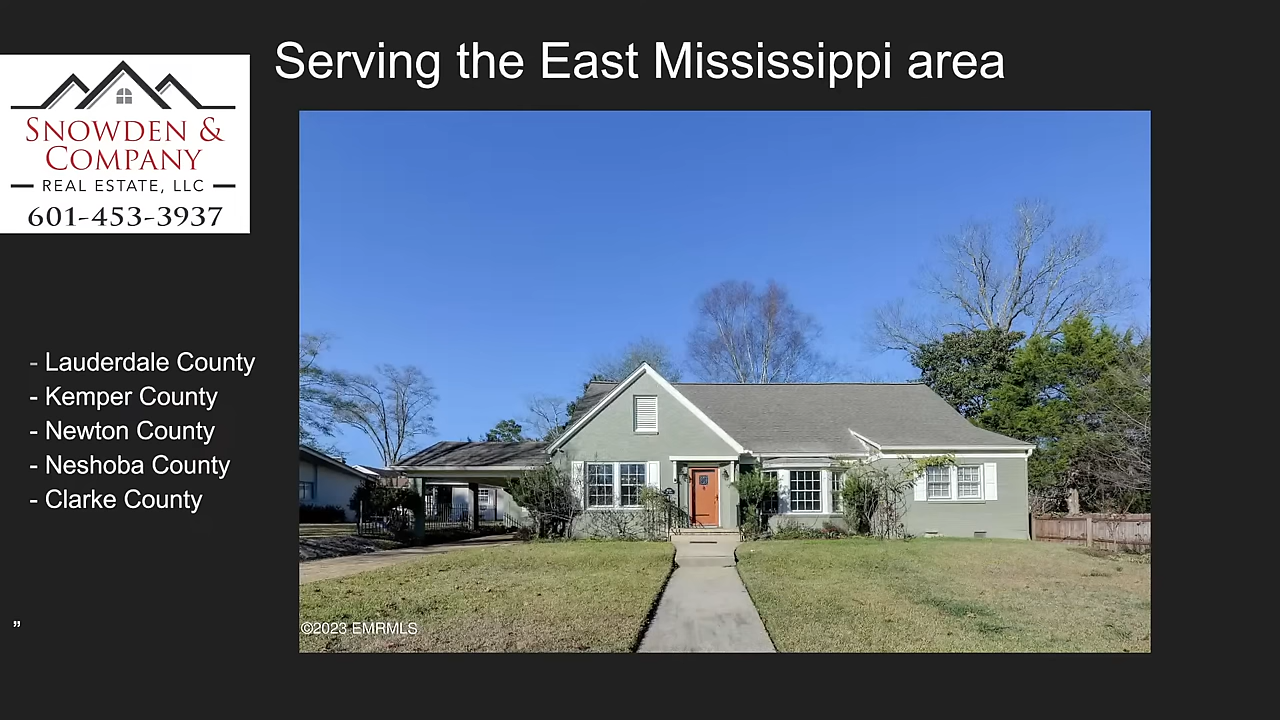 Serving the East Mississippi area
SNOWDEN &
COMPANY
REAL ESTATE, LLC
601-453-3937
- Lauderdale County
- Kemper County
- Newton County
- Neshoba County
- Clarke County
”
©2023 EMRMLS